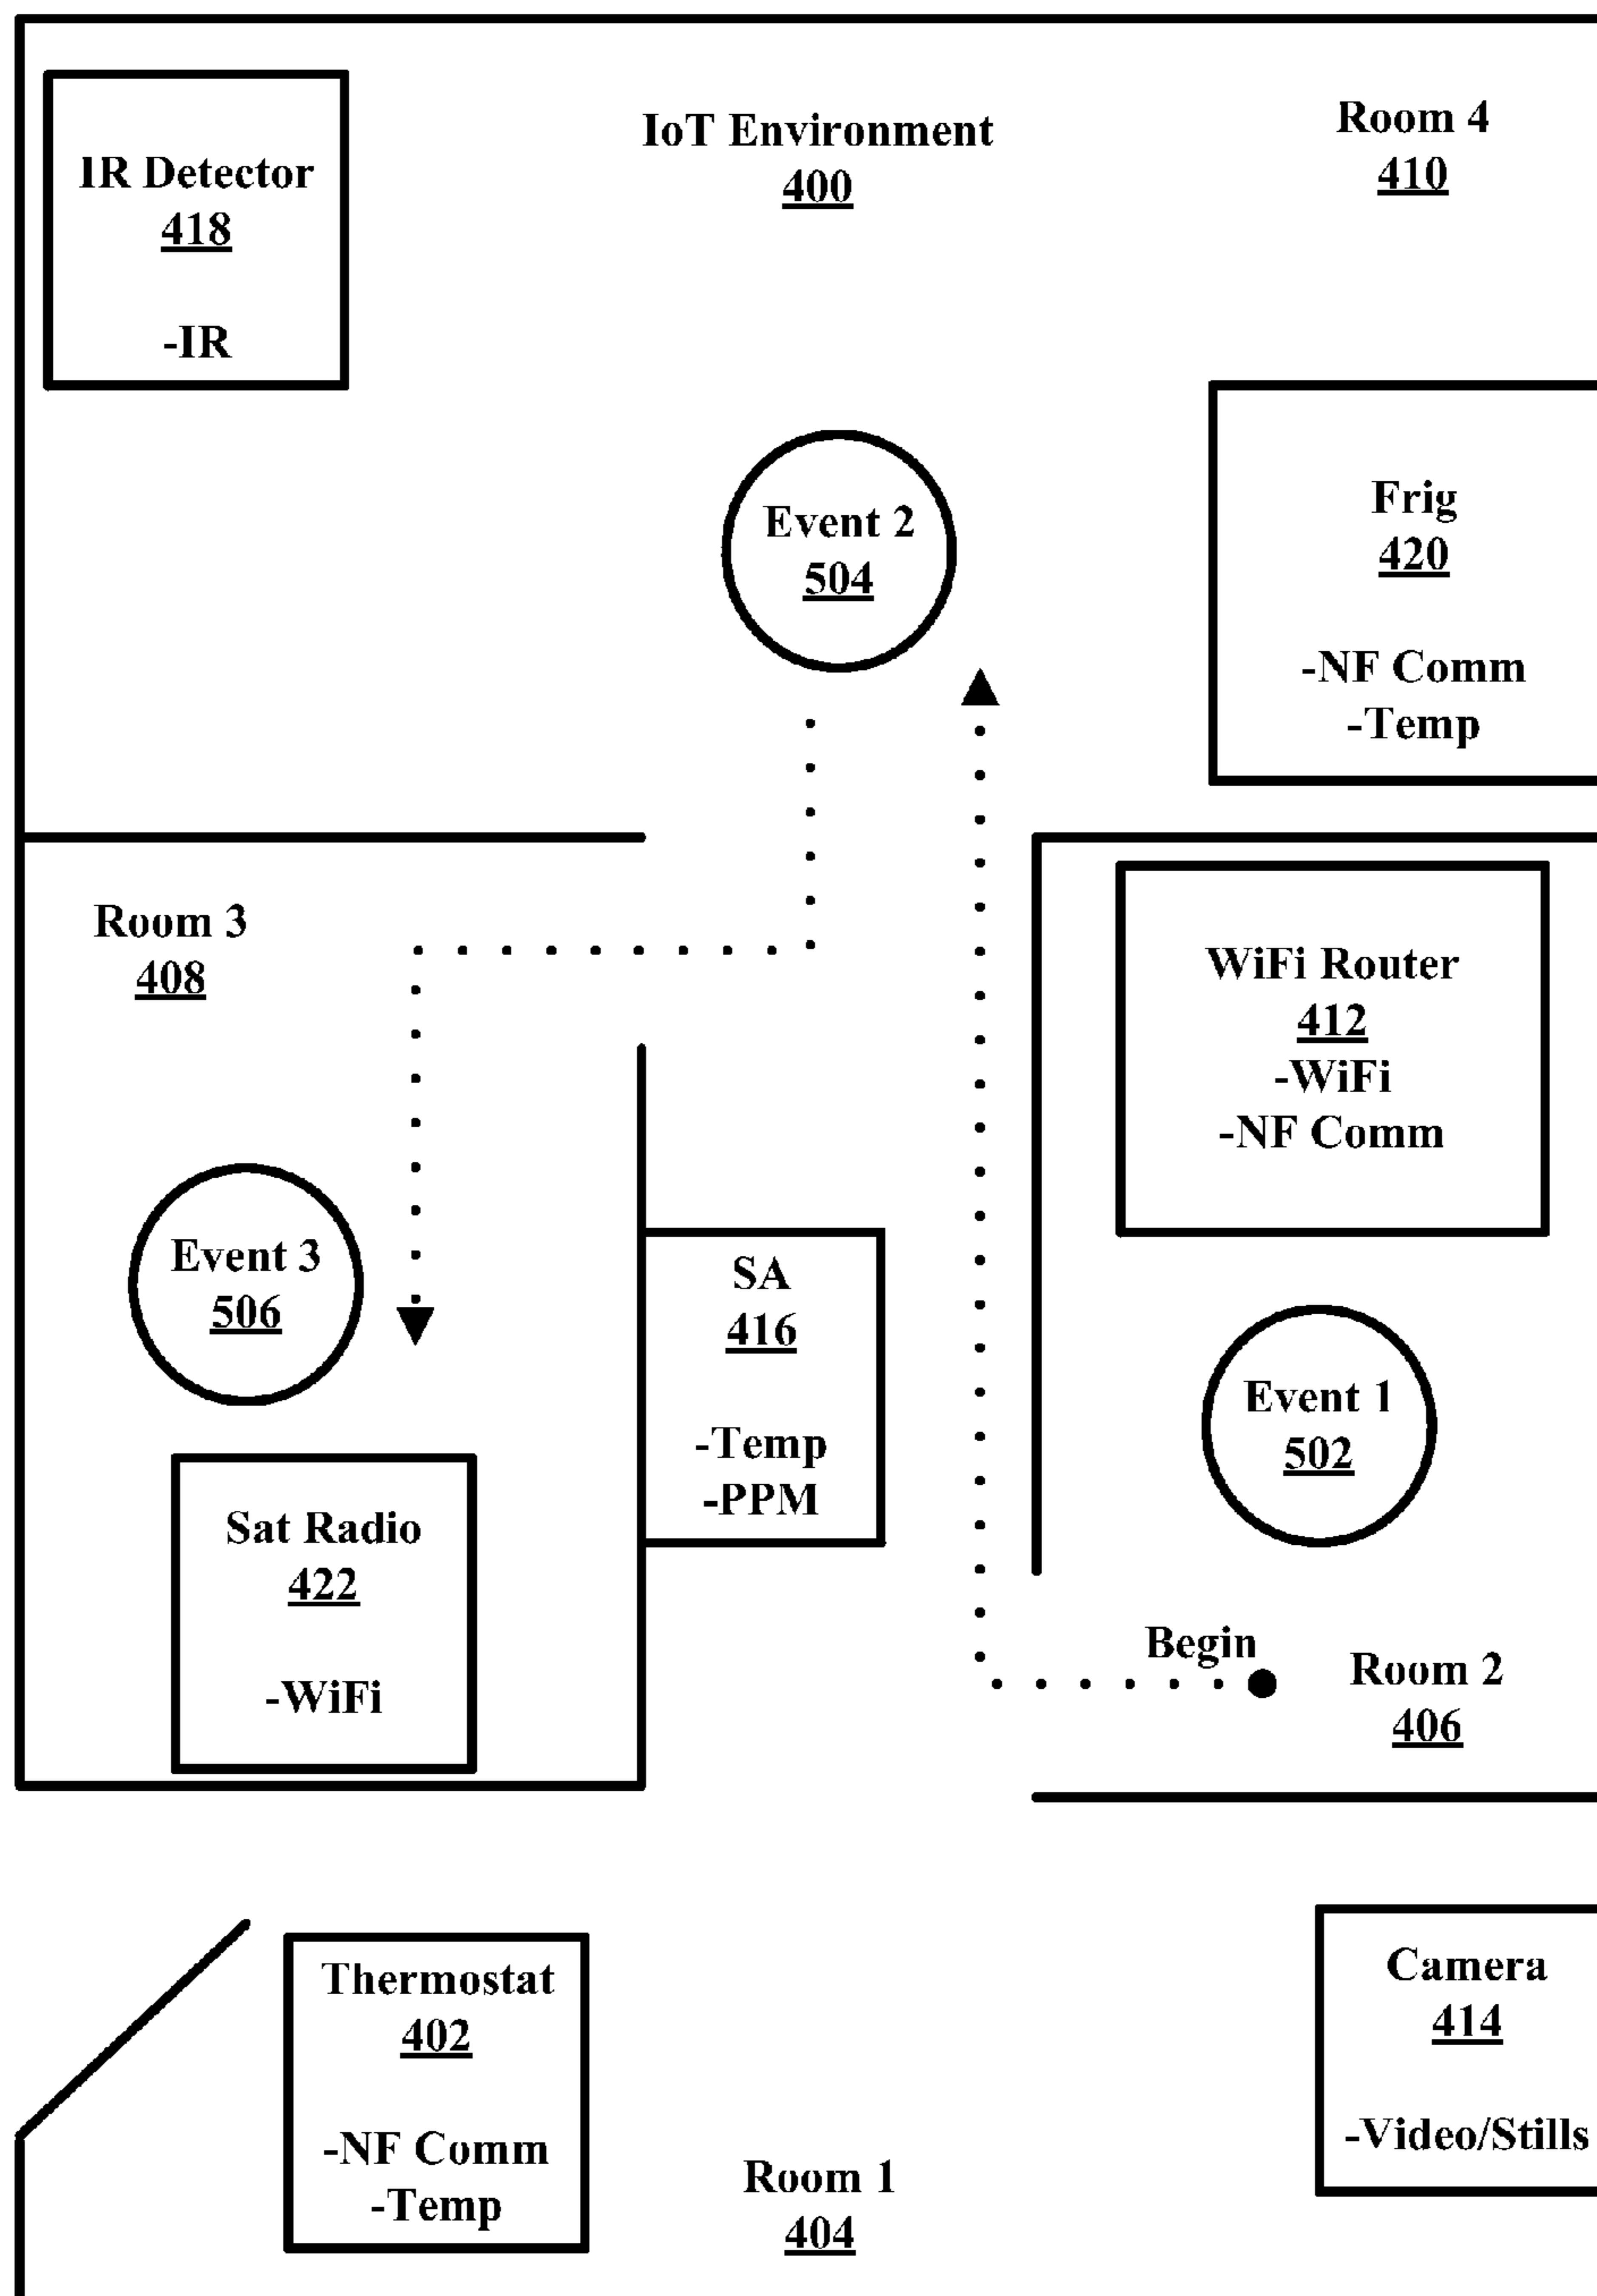 IoT Environment
400
Room 4
410
IR Detector
418
-IR
Event 2
504
Frig
420
-NF Comm
-Temp
Room 3
408
WiFi Router
412
-WiFi
-NF Comm
Event 3
506
SA
416
-Temp
-PPM
Event 1
502
Sat Radio
422
-WiFi
Begin
Room 2
406
Thermostat
402
-NF Comm
-Temp
Room 1
404
Camera
414
-Video/Stills